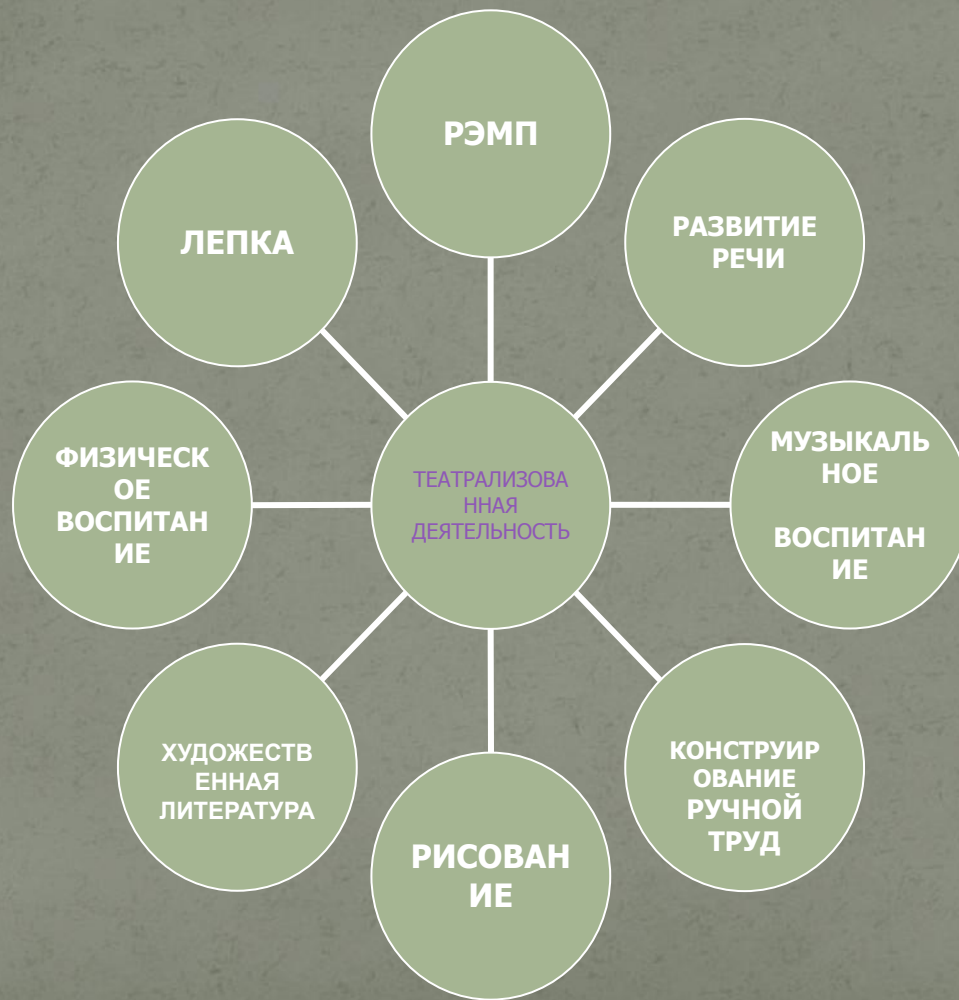 РЭМП
РАЗВИТИЕ
РЕЧИ
МУЗЫКАЛЬ
НОЕ
ВОСПИТАН
ИЕ
КОНСТРУИР
ОВАНИЕ
РУЧНОЙ
ТРУД
РИСОВАН
ИЕ
ХУДОЖЕСТВ
ЕННАЯ
ЛИТЕРАТУРА
ФИЗИЧЕСК
ОЕ
ВОСПИТАН
ИЕ
ЛЕПКА
ТЕАТРАЛИЗОВА
ННАЯ
ДЕЯТЕЛЬНОСТЬ